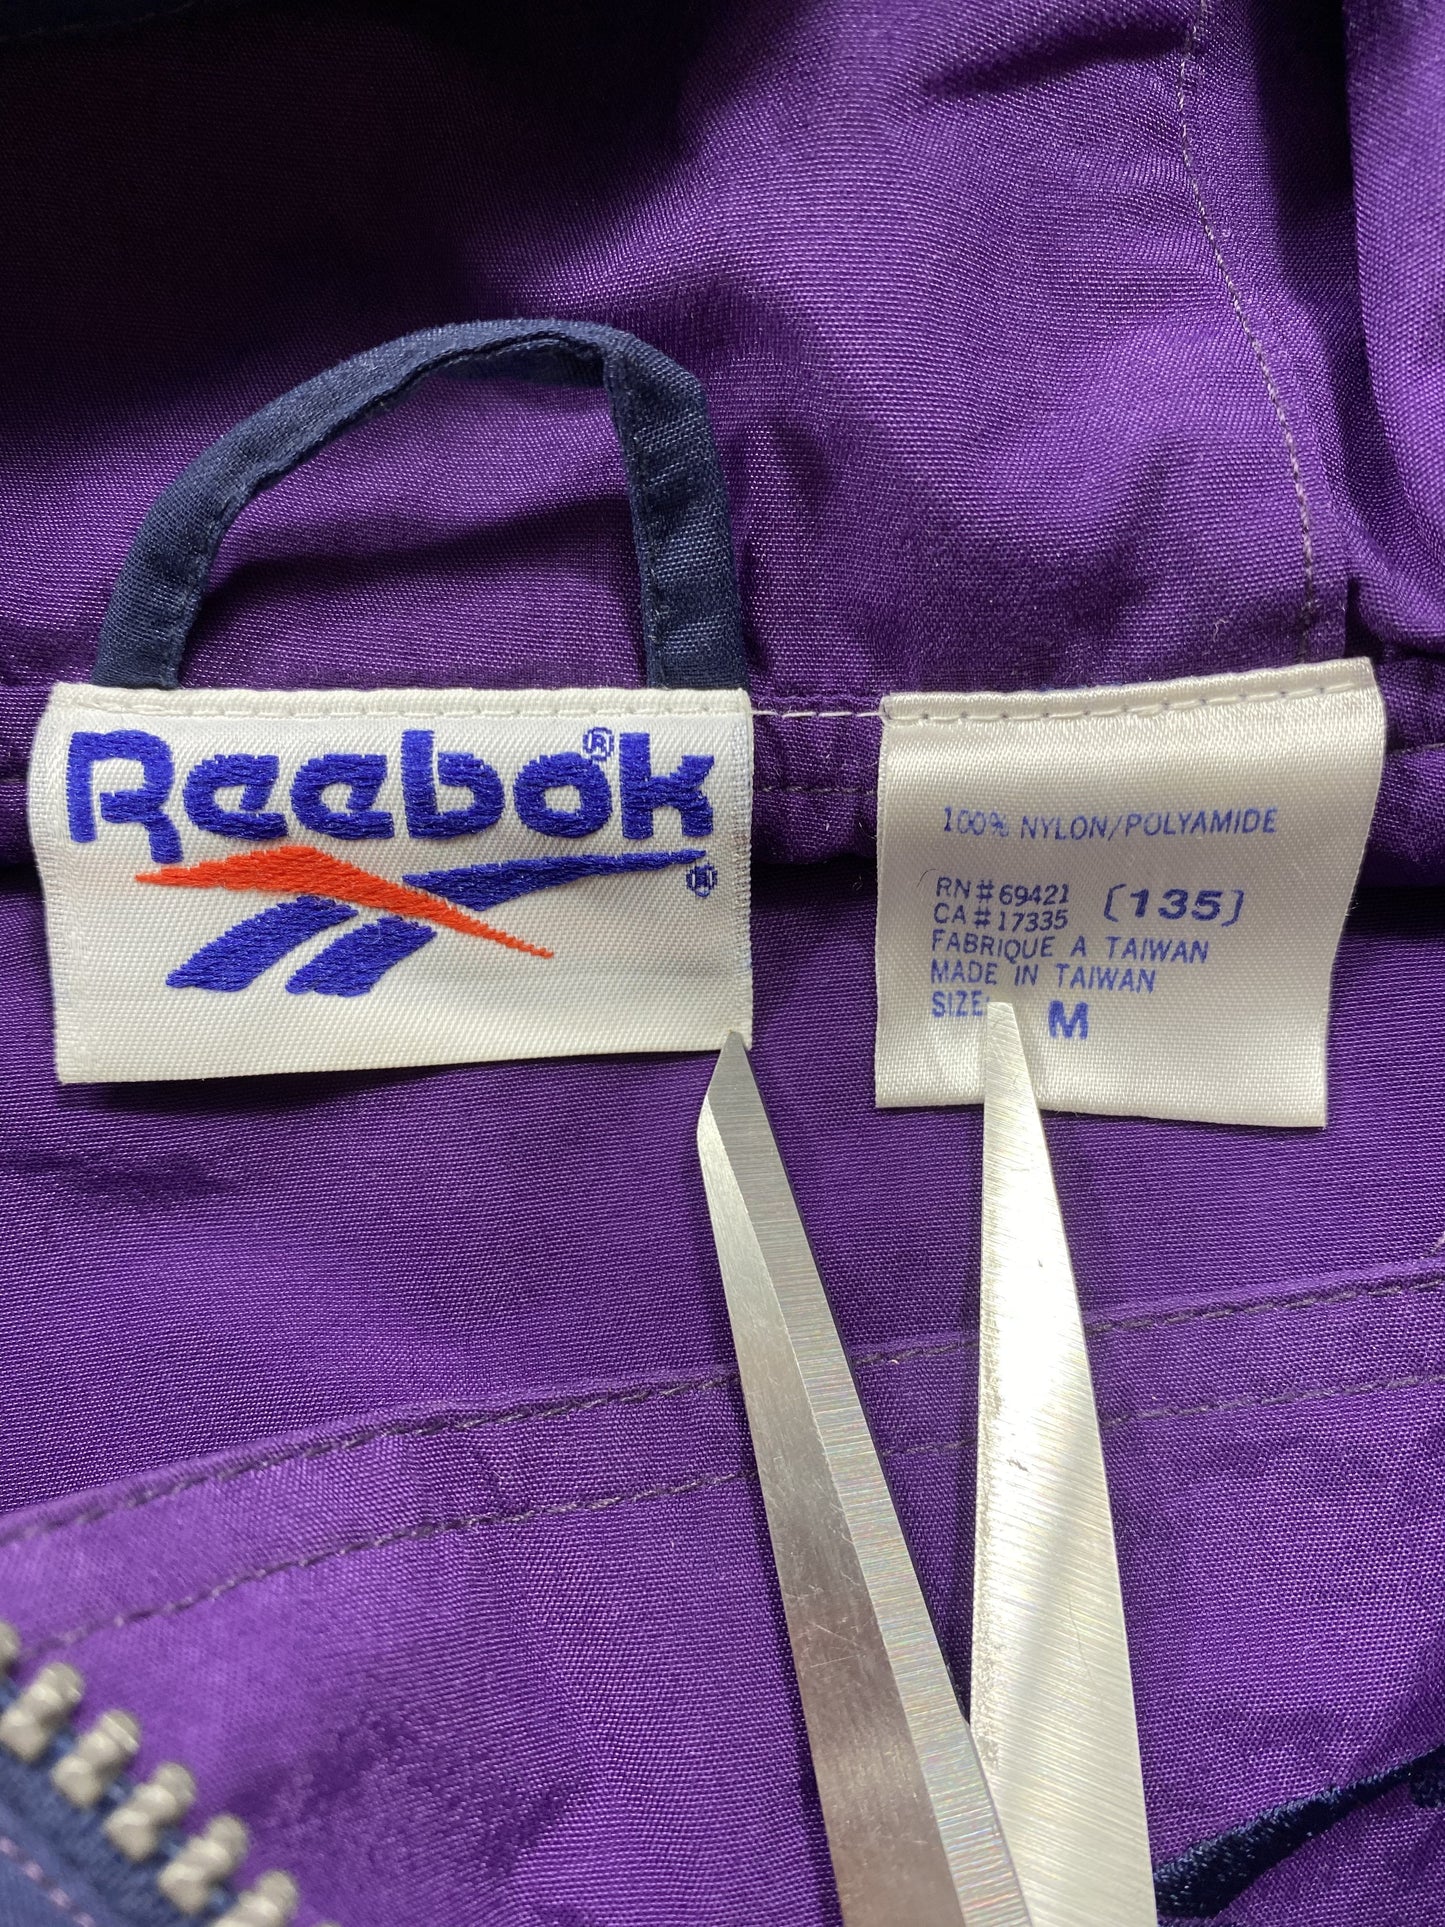 Reebok®
®
100% NYLON/POLYAMIDE
RN#69421
CA#17335 (135)
FABRIQUE A TAIWAN
MADE IN TAIWAN
SIZE: M